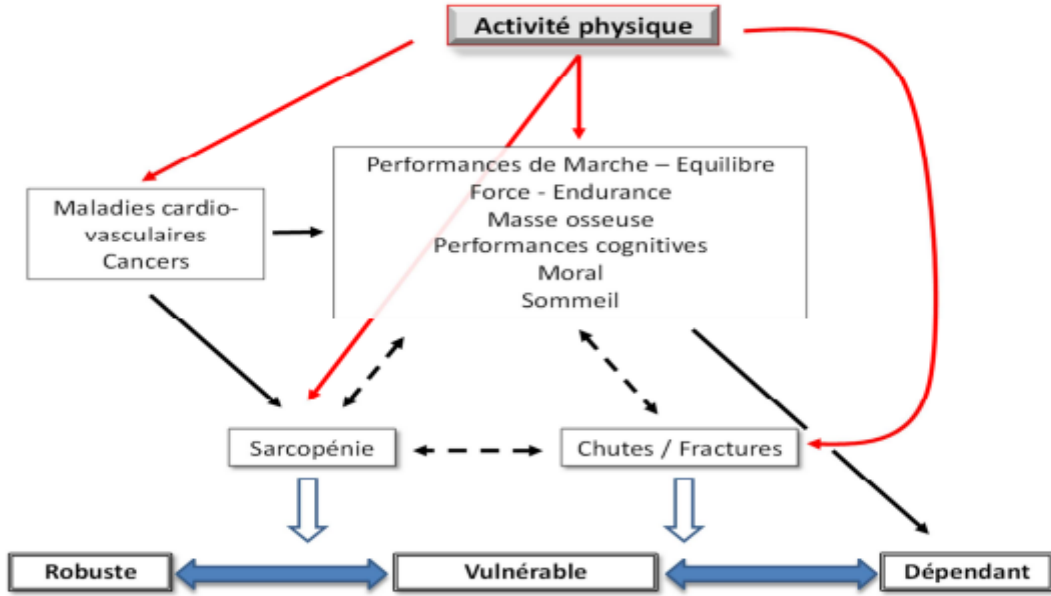 Activité physique
Performances de Marche – Equilibre
Force - Endurance
Masse osseuse
Performances cognitives
Moral
Sommeil
Maladies cardio-
vasculaires
Cancers
Sarcopénie
Chutes / Fractures
Robuste
Vulnérable
Dépendant